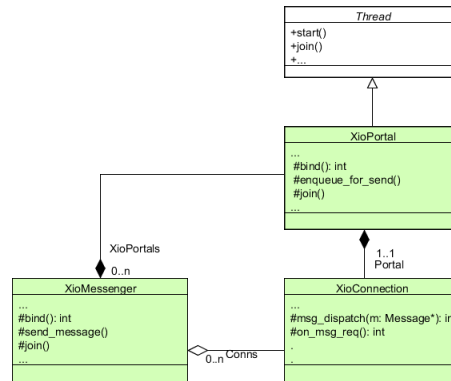 Thread
+start()
+join()
+...
XioPortal
...
#bind(): int
#enqueue_for_send()
#join()
...
XioPortals
0..n
1..1
Portal
XioMessenger
...
#bind(): int
#send_message()
#join()
...
0..n Conns
XioConnection
...
#msg_dispatch(m: Message*): in
#on_msg_req(): int
.
.